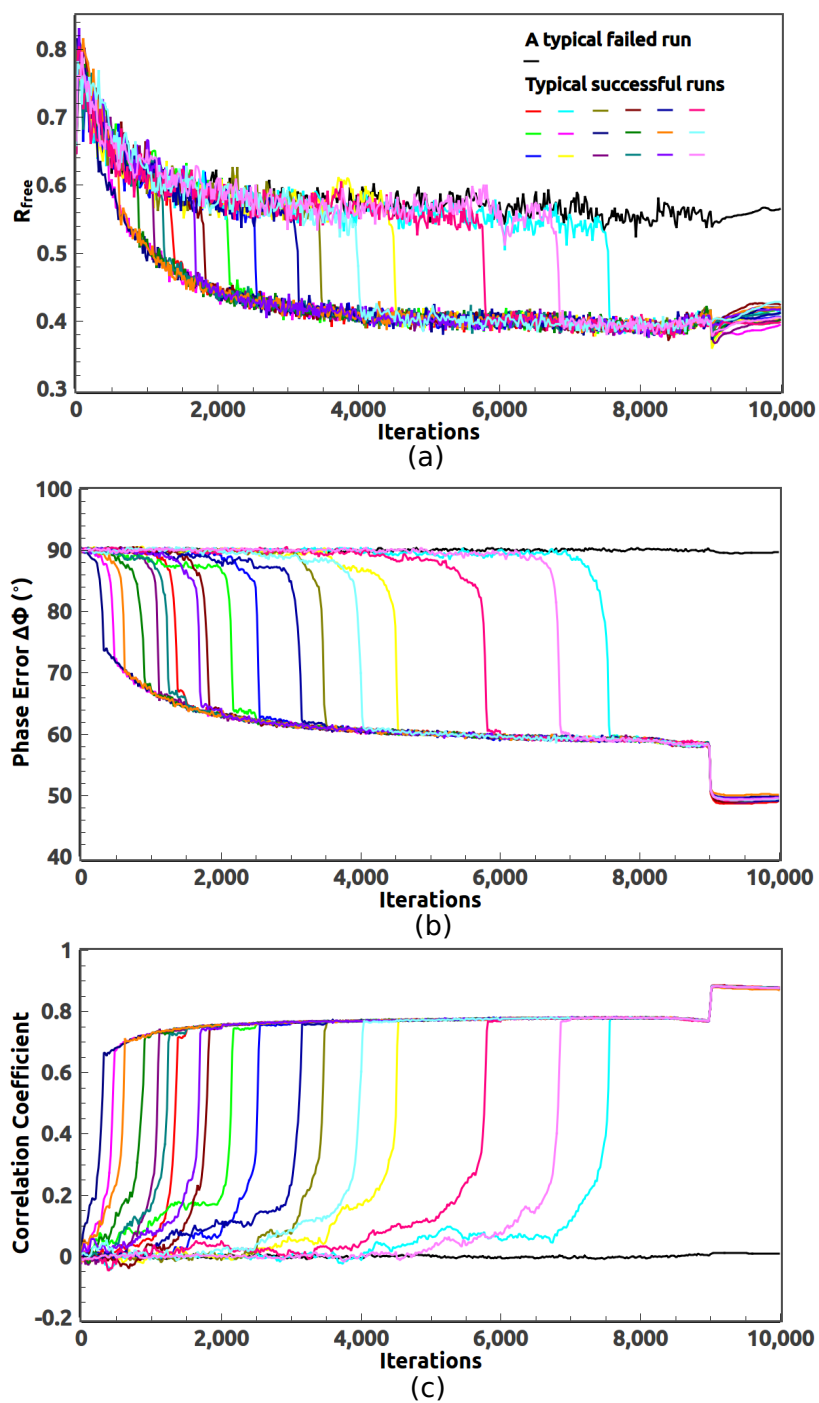 A typical failed run
Typical successful runs
R_free
0.8
0.7
0.6
0.5
0.4
0.3
0 2,000 4,000 6,000 8,000 10,000
Iterations
(a)
Phase Error ΔΦ (°)
100
90
80
70
60
50
40
0 2,000 4,000 6,000 8,000 10,000
Iterations
(b)
Correlation Coefficient
1
0.8
0.6
0.4
0.2
0
-0.2
0 2,000 4,000 6,000 8,000 10,000
Iterations
(c)